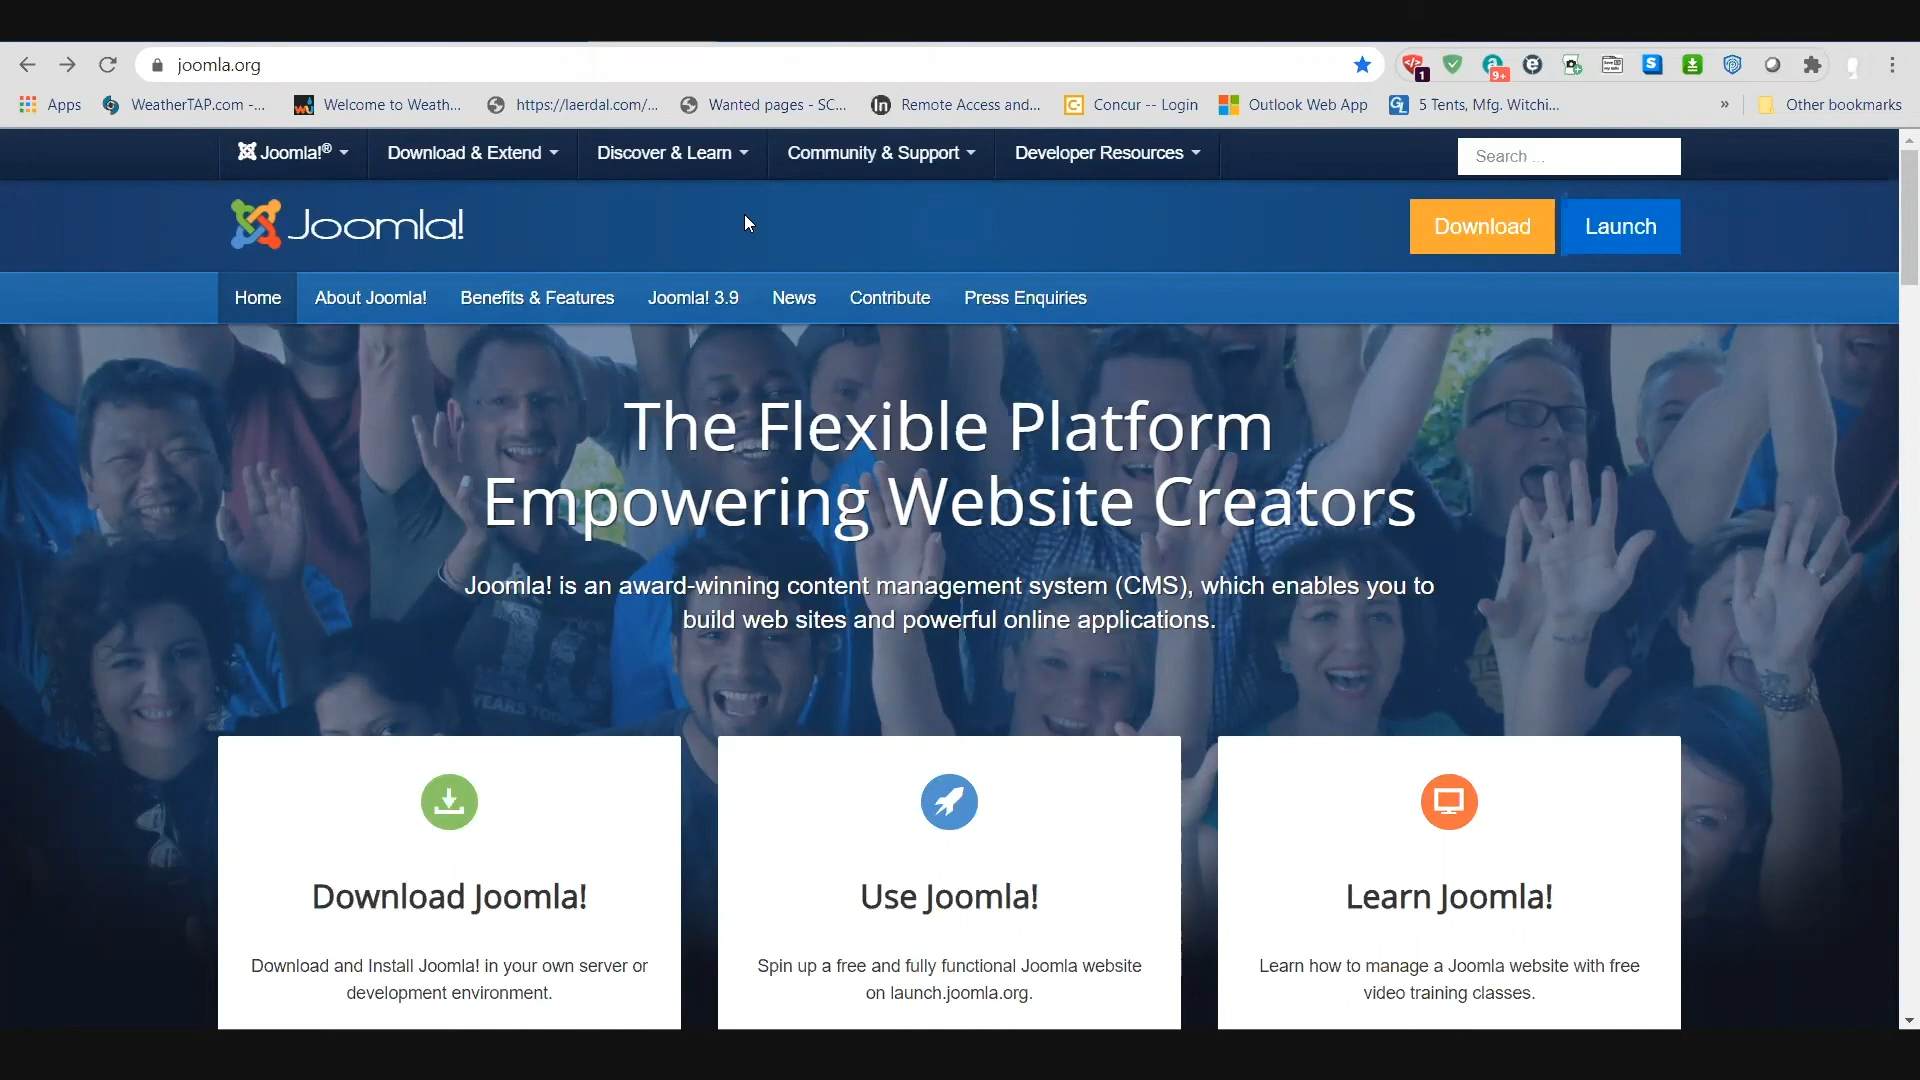 joomla.org
1
9+
Apps
WeatherTAP.com -...
Welcome to Weath...
https://laerdal.com/...
Wanted pages - SC...
Remote Access and...
Concur -- Login
Outlook Web App
5 Tents, Mfg. Witchi...
»
Other bookmarks
Joomla!®
Download & Extend
Discover & Learn
Community & Support
Developer Resources
Search ...
Joomla!
Download
Launch
Home
About Joomla!
Benefits & Features
Joomla! 3.9
News
Contribute
Press Enquiries
The Flexible Platform
Empowering Website Creators
Joomla! is an award-winning content management system (CMS), which enables you to
build web sites and powerful online applications.
Download Joomla!
Download and Install Joomla! in your own server or
development environment.
Use Joomla!
Spin up a free and fully functional Joomla website
on launch.joomla.org.
Learn Joomla!
Learn how to manage a Joomla website with free
video training classes.